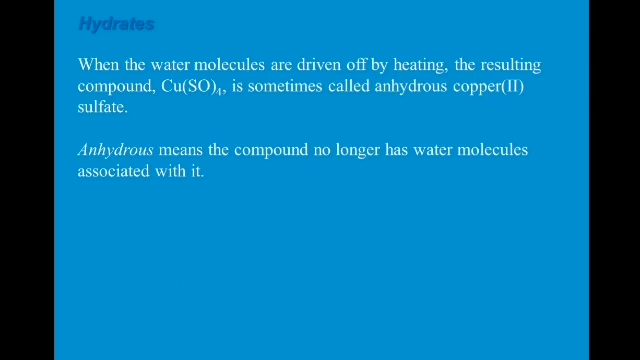 Hydrates
When the water molecules are driven off by heating, the resulting
compound, Cu(SO)₄, is sometimes called anhydrous copper(II)
sulfate.
Anhydrous means the compound no longer has water molecules
associated with it.